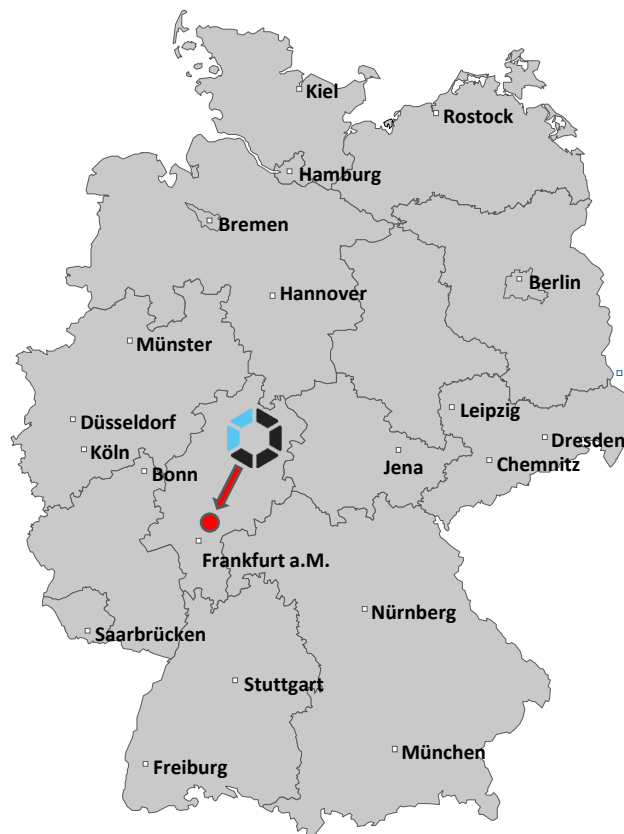 Kiel
Rostock
Hamburg
Bremen
Berlin
Hannover
Münster
Leipzig
Düsseldorf
Dresden
Köln
Jena
Chemnitz
Bonn
Frankfurt a.M.
Nürnberg
Saarbrücken
Stuttgart
München
Freiburg